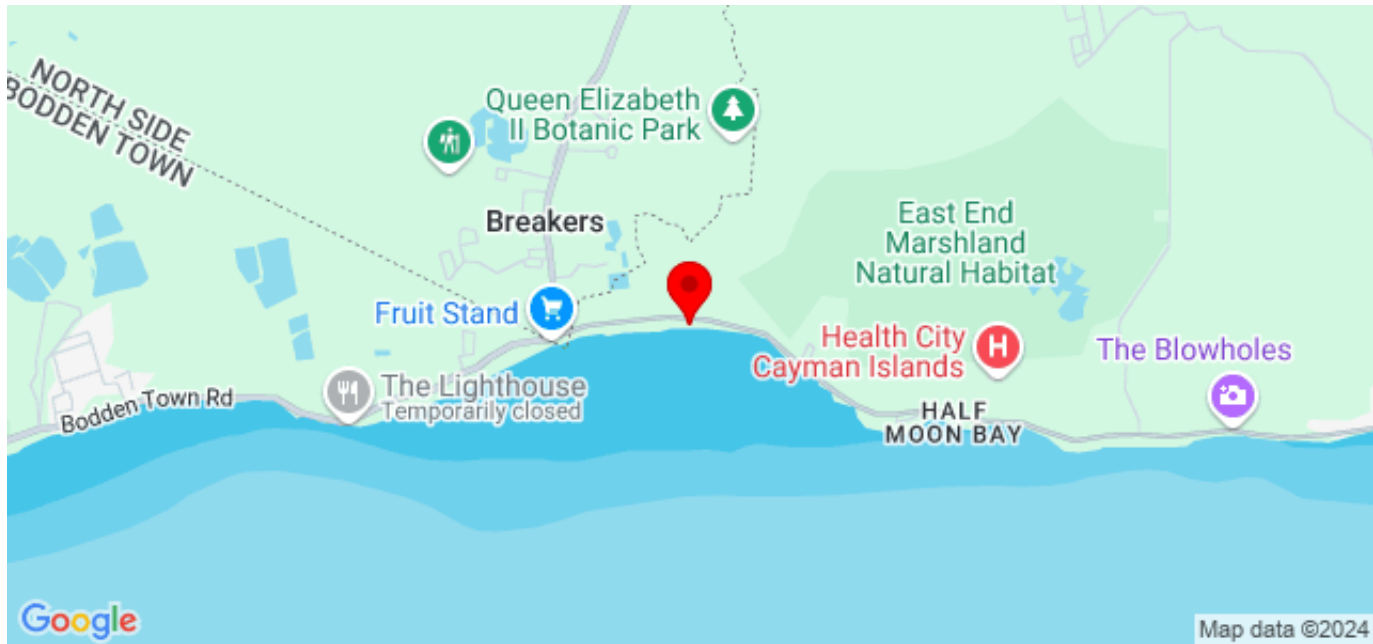 NORTH SIDE
BODDEN TOWN
Queen Elizabeth
II Botanic Park
Breakers
East End
Marshland
Natural Habitat
Fruit Stand
Health City
Cayman Islands
H
The Blowholes
The Lighthouse
Temporarily closed
Bodden Town Rd
HALF
MOON BAY
Google
Map data ©2024